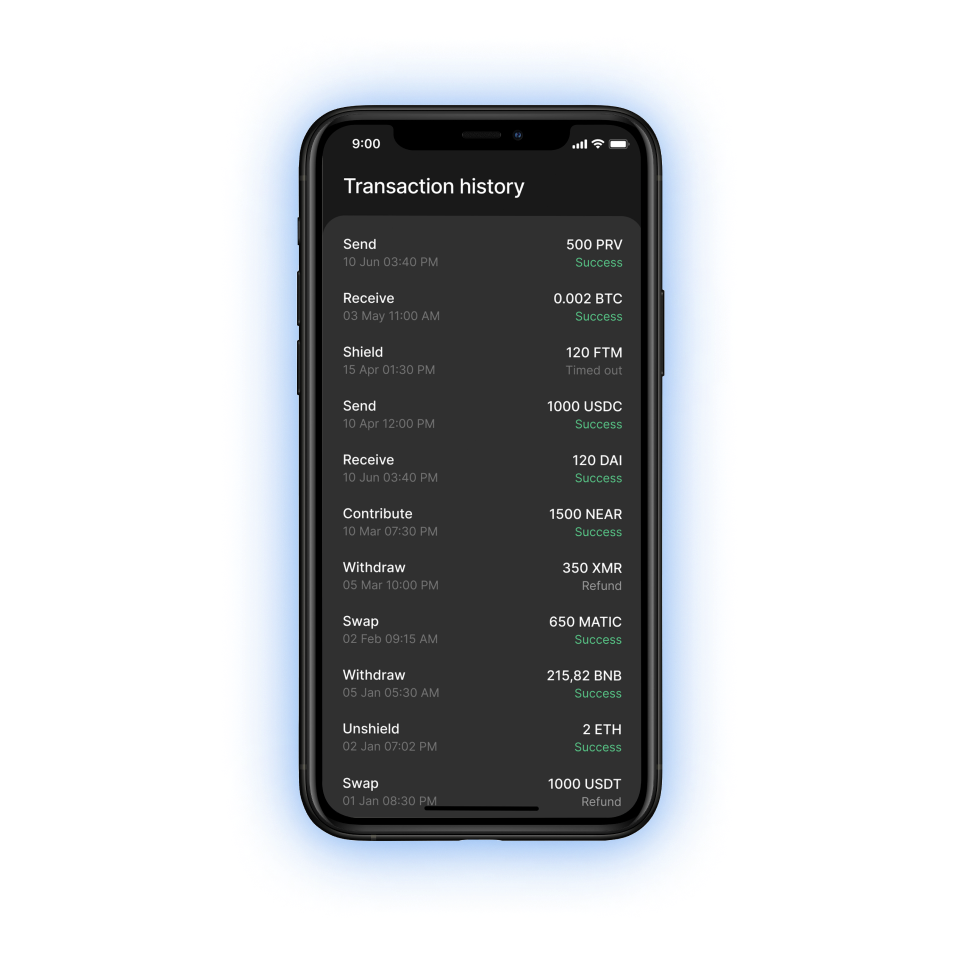 9:00
Transaction history
Send 500 PRV
10 Jun 03:40 PM Success
Receive 0.002 BTC
03 May 11:00 AM Success
Shield 120 FTM
15 Apr 01:30 PM Timed out
Send 1000 USDC
10 Apr 12:00 PM Success
Receive 120 DAI
10 Jun 03:40 PM Success
Contribute 1500 NEAR
10 Mar 07:30 PM Success
Withdraw 350 XMR
05 Mar 10:00 PM Refund
Swap 650 MATIC
02 Feb 09:15 AM Success
Withdraw 215,82 BNB
05 Jan 05:30 AM Success
Unshield 2 ETH
02 Jan 07:02 PM Success
Swap 1000 USDT
01 Jan 08:30 PM Refund